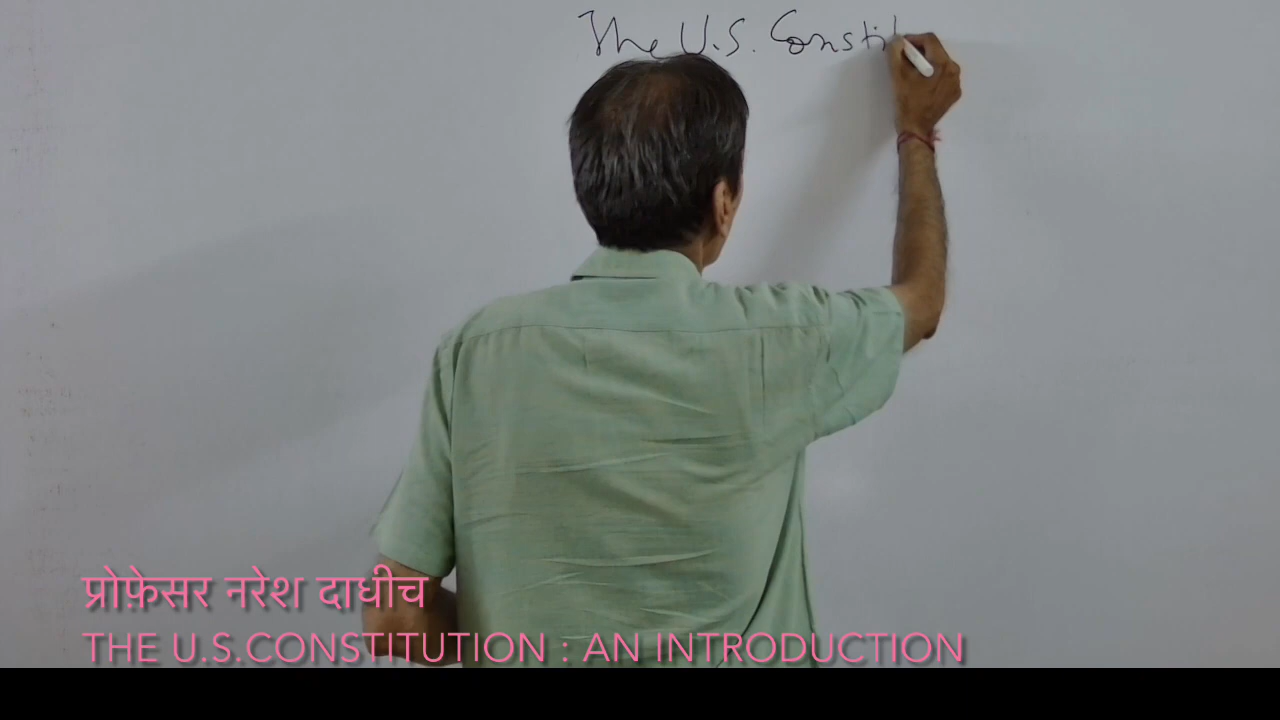 The U.S. Constit
प्रोफ़ेसर नरेश दाधीच
THE U.S.CONSTITUTION : AN INTRODUCTION